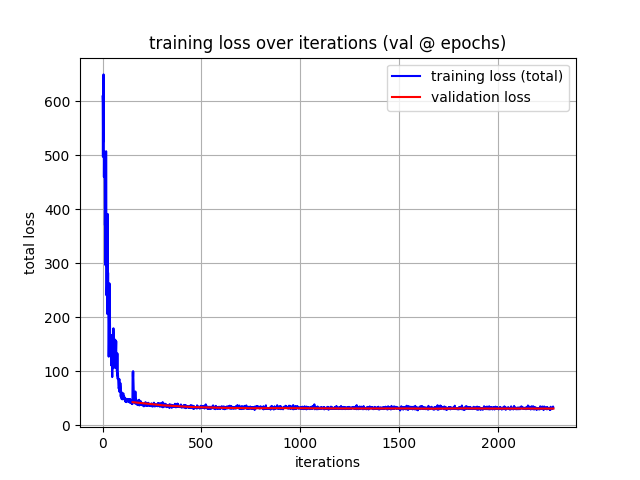 training loss over iterations (val @ epochs)
training loss (total)
validation loss
600
500
400
300
200
100
0
total loss
0 500 1000 1500 2000
iterations